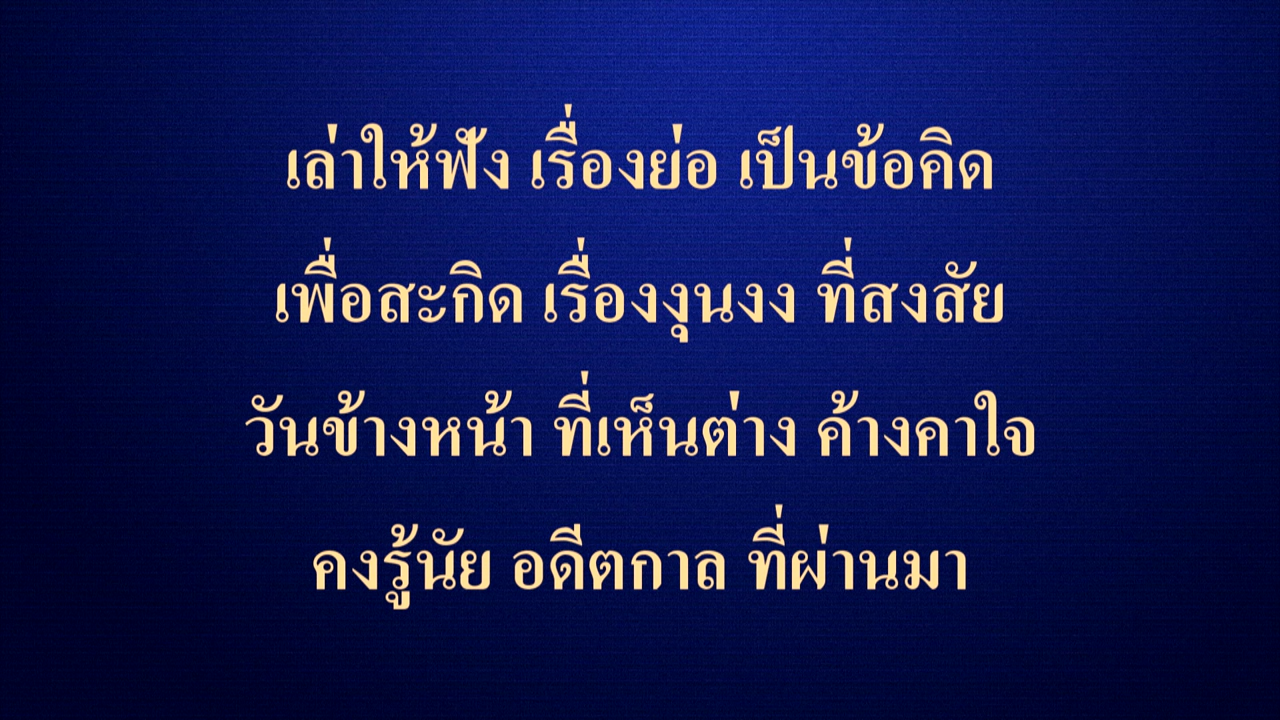 เล่าให้ฟัง เรื่องย่อ เป็นข้อคิด
เพื่อสะกิด เรื่องงุนงง ที่สงสัย
วันข้างหน้า ที่เห็นต่าง ค้างคาใจ
คงรู้นัย อดีตกาล ที่ผ่านมา